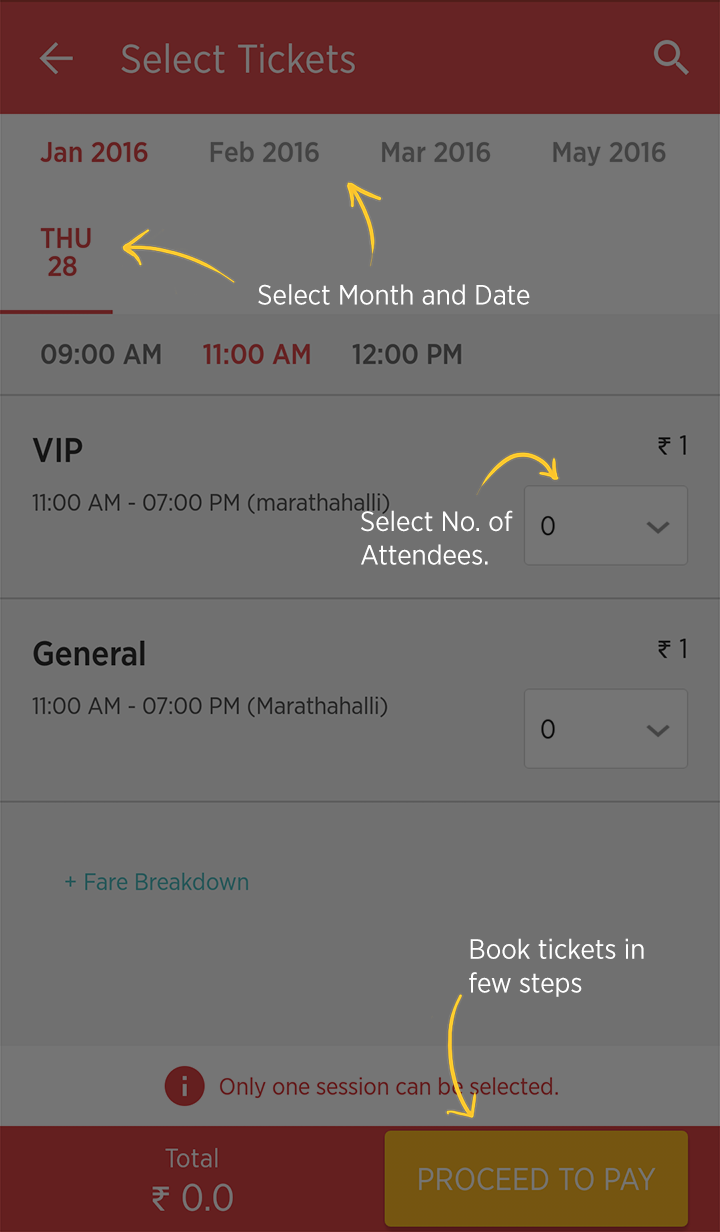 Select Tickets
Jan 2016 Feb 2016 Mar 2016 May 2016
THU
28
Select Month and Date
09:00 AM 11:00 AM 12:00 PM
VIP ₹ 1
11:00 AM - 07:00 PM (marathahalli)
Select No. of
Attendees.
0
General ₹ 1
11:00 AM - 07:00 PM (Marathahalli)
0
+ Fare Breakdown
Book tickets in
few steps
i Only one session can be selected.
Total
₹ 0.0
PROCEED TO PAY